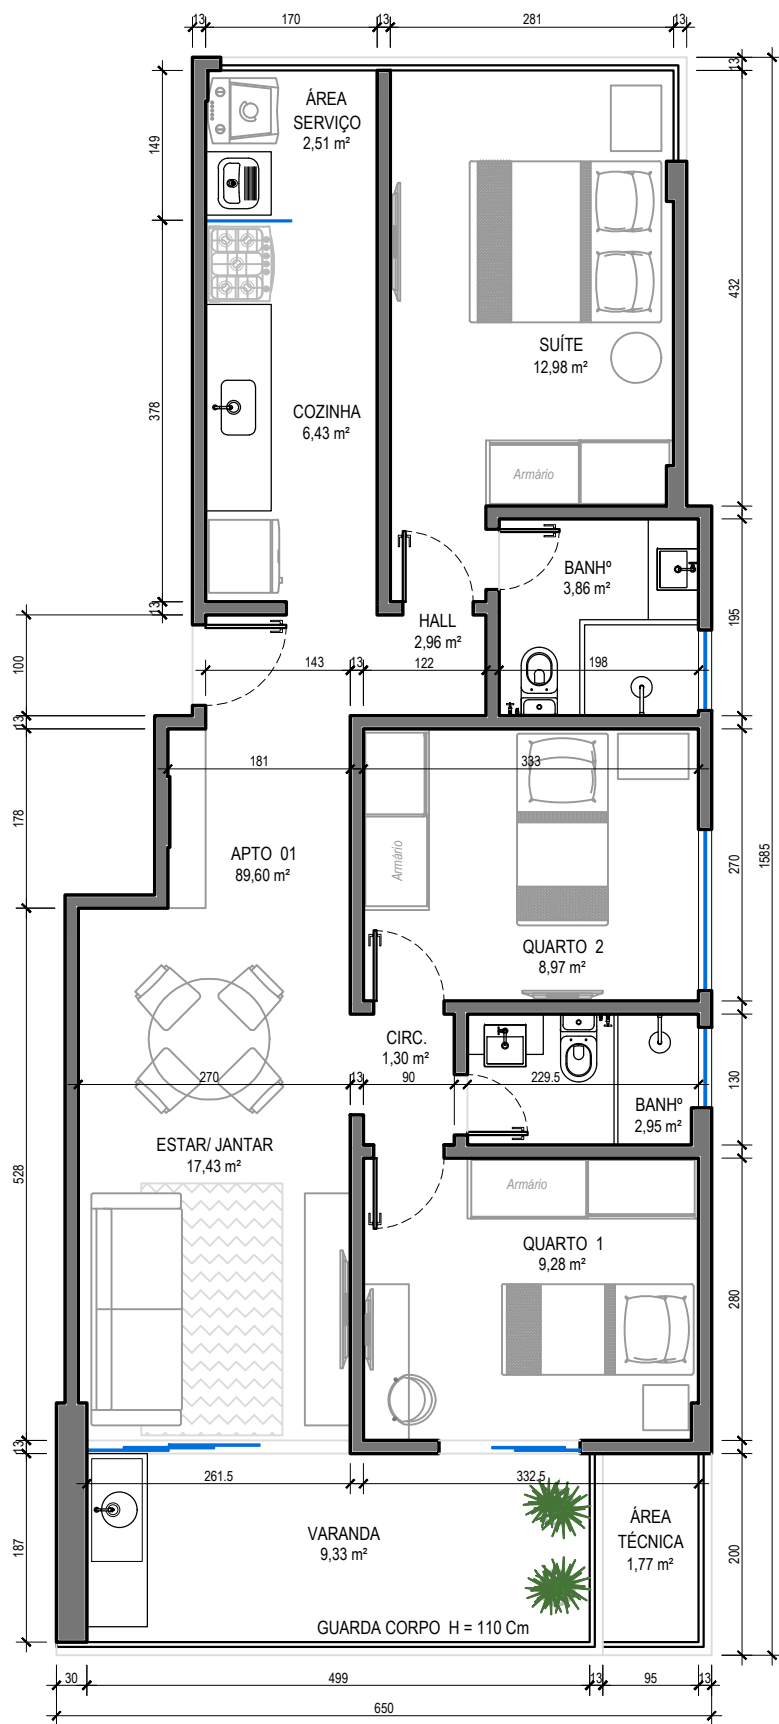 13
170
13
281
13
ÁREA
SERVIÇO
2,51 m²
149
13
432
SUÍTE
12,98 m²
COZINHA
6,43 m²
378
Armário
BANHº
3,86 m²
13
HALL
2,96 m²
195
100
143
13
122
198
13
181
333
178
APTO 01
89,60 m²
Armário
270
1585
QUARTO 2
8,97 m²
CIRC.
1,30 m²
270
13
90
229.5
130
BANHº
2,95 m²
ESTAR/ JANTAR
17,43 m²
528
Armário
QUARTO 1
9,28 m²
280
13
261.5
332.5
VARANDA
9,33 m²
ÁREA
TÉCNICA
1,77 m²
187
200
GUARDA CORPO H = 110 Cm
30
499
13
95
13
650